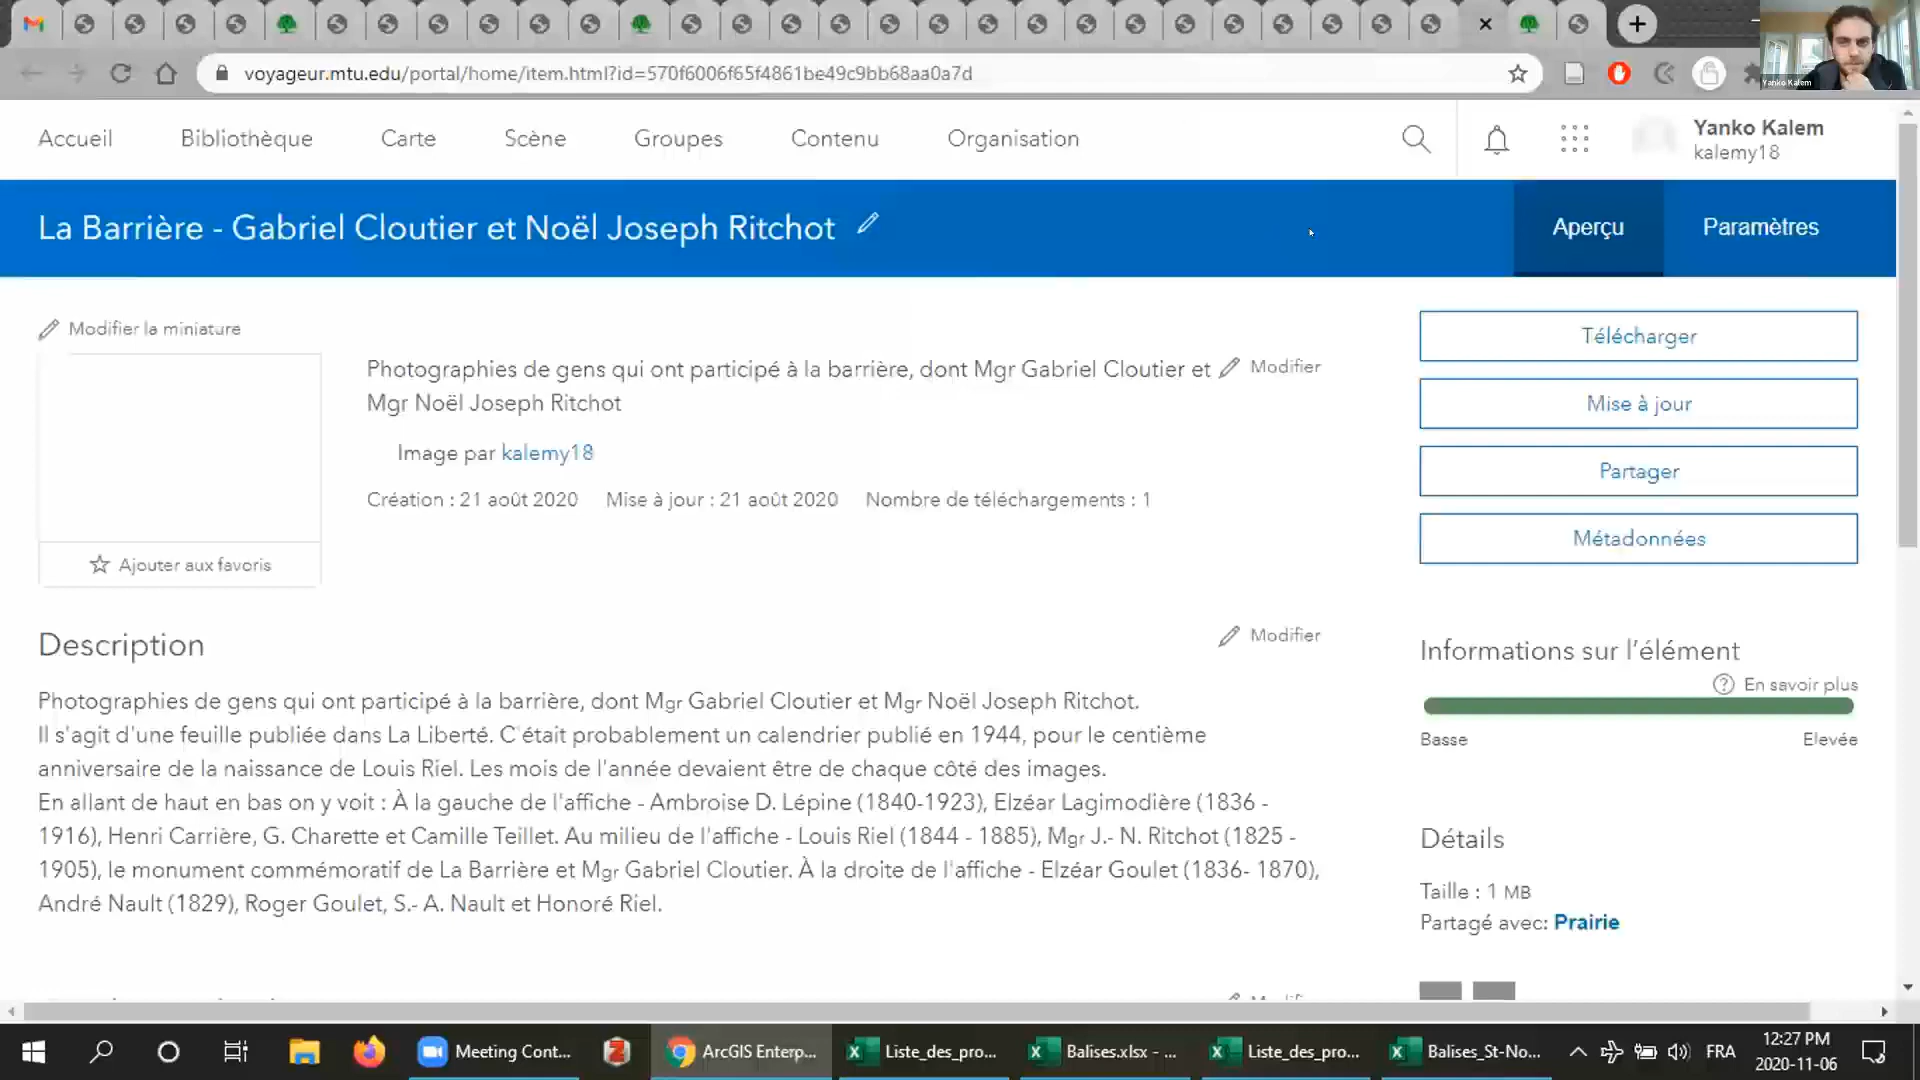 voyageur.mtu.edu/portal/home/item.html?id=570f6006f65f4861be49c9bb68aa0a7d
Yanko Kalem
Accueil Bibliothèque Carte Scène Groupes Contenu Organisation
Yanko Kalem
kalemy18
La Barrière - Gabriel Cloutier et Noël Joseph Ritchot
Aperçu Paramètres
Modifier la miniature
Photographies de gens qui ont participé à la barrière, dont Mgr Gabriel Cloutier et
Mgr Noël Joseph Ritchot
Modifier
Image par kalemy18
Création : 21 août 2020 Mise à jour : 21 août 2020 Nombre de téléchargements : 1
Ajouter aux favoris
Télécharger
Mise à jour
Partager
Métadonnées
Description
Modifier
Photographies de gens qui ont participé à la barrière, dont Mgr Gabriel Cloutier et Mgr Noël Joseph Ritchot.
Il s'agit d'une feuille publiée dans La Liberté. C'était probablement un calendrier publié en 1944, pour le centième
anniversaire de la naissance de Louis Riel. Les mois de l'année devaient être de chaque côté des images.
En allant de haut en bas on y voit : À la gauche de l'affiche - Ambroise D. Lépine (1840-1923), Elzéar Lagimodière (1836 -
1916), Henri Carrière, G. Charette et Camille Teillet. Au milieu de l'affiche - Louis Riel (1844 - 1885), Mgr J.- N. Ritchot (1825 -
1905), le monument commémoratif de La Barrière et Mgr Gabriel Cloutier. À la droite de l'affiche - Elzéar Goulet (1836- 1870),
André Nault (1829), Roger Goulet, S.- A. Nault et Honoré Riel.
Informations sur l'élément
En savoir plus
Basse Elevée
Détails
Taille : 1 MB
Partagé avec: Prairie
Meeting Cont... ArcGIS Enterp... Liste_des_pro... Balises.xlsx - ... Liste_des_pro... Balises_St-No... FRA
12:27 PM
2020-11-06